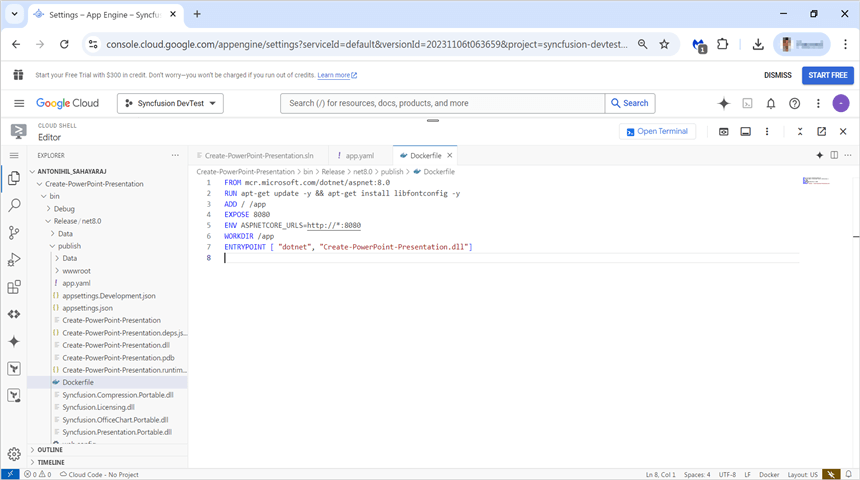 Settings – App Engine – Syncfus
console.cloud.google.com/appengine/settings?serviceId=default&versionId=20231106t063659&project=syncfusion-devtest...
1
Start your Free Trial with $300 in credit. Don't worry—you won't be charged if you run out of credits. Learn more
DISMISS
START FREE
Google Cloud
Syncfusion DevTest
Search (/) for resources, docs, products, and more
Search
CLOUD SHELL
Editor
Open Terminal
EXPLORER
Create-PowerPoint-Presentation.sln
! app.yaml
Dockerfile
ANTONIHIL_SAHAYARAJ
Create-PowerPoint-Presentation
bin
Debug
Release / net8.0
Data
publish
Data
wwwroot
! app.yaml
{} appsettings.Development.json
{} appsettings.json
Create-PowerPoint-Presentation
{} Create-PowerPoint-Presentation.deps.js...
Create-PowerPoint-Presentation.dll
Create-PowerPoint-Presentation.pdb
{} Create-PowerPoint-Presentation.runtim...
Dockerfile
Syncfusion.Compression.Portable.dll
Syncfusion.Licensing.dll
Syncfusion.OfficeChart.Portable.dll
Syncfusion.Presentation.Portable.dll
OUTLINE
TIMELINE
Create-PowerPoint-Presentation > bin > Release > net8.0 > publish > Dockerfile
1 FROM mcr.microsoft.com/dotnet/aspnet:8.0
2 RUN apt-get update -y && apt-get install libfontconfig -y
3 ADD / /app
4 EXPOSE 8080
5 ENV ASPNETCORE_URLS=http://*:8080
6 WORKDIR /app
7 ENTRYPOINT [ "dotnet", "Create-PowerPoint-Presentation.dll"]
8
0 0
Cloud Code - No Project
Ln 8, Col 1
Spaces: 4
UTF-8
LF
Docker
Layout: US